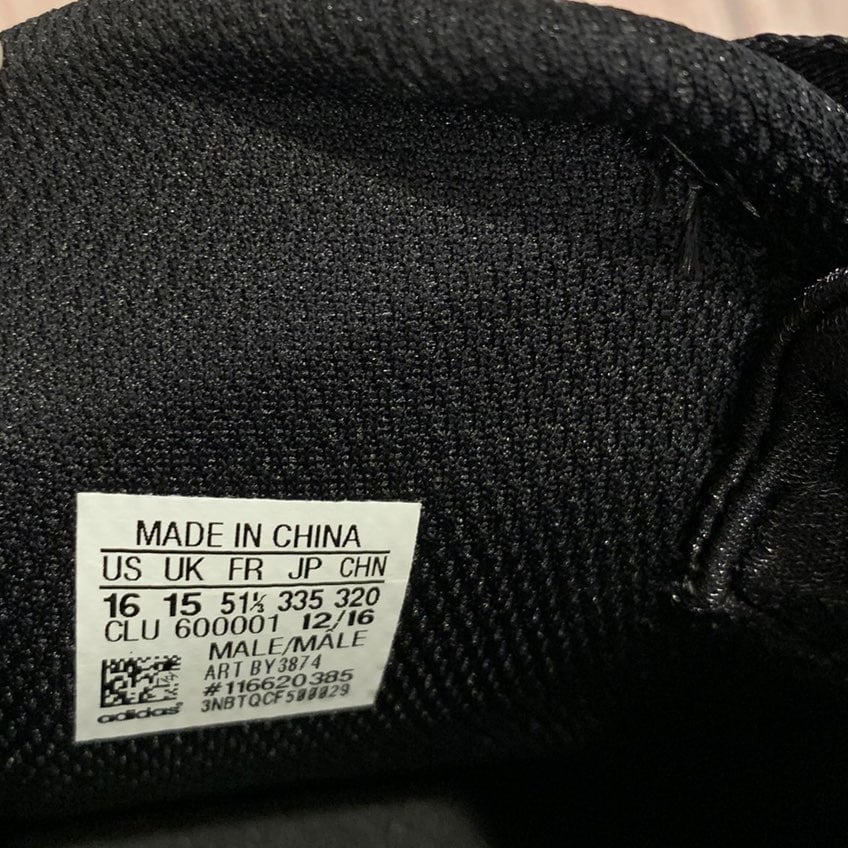 MADE IN CHINA
US UK FR JP CHN
16 15 51⅓ 335 320
CLU 600001 12/16
MALE/MÂLE
ART BY3874
#116620385
3NBTQCF500029
adidas